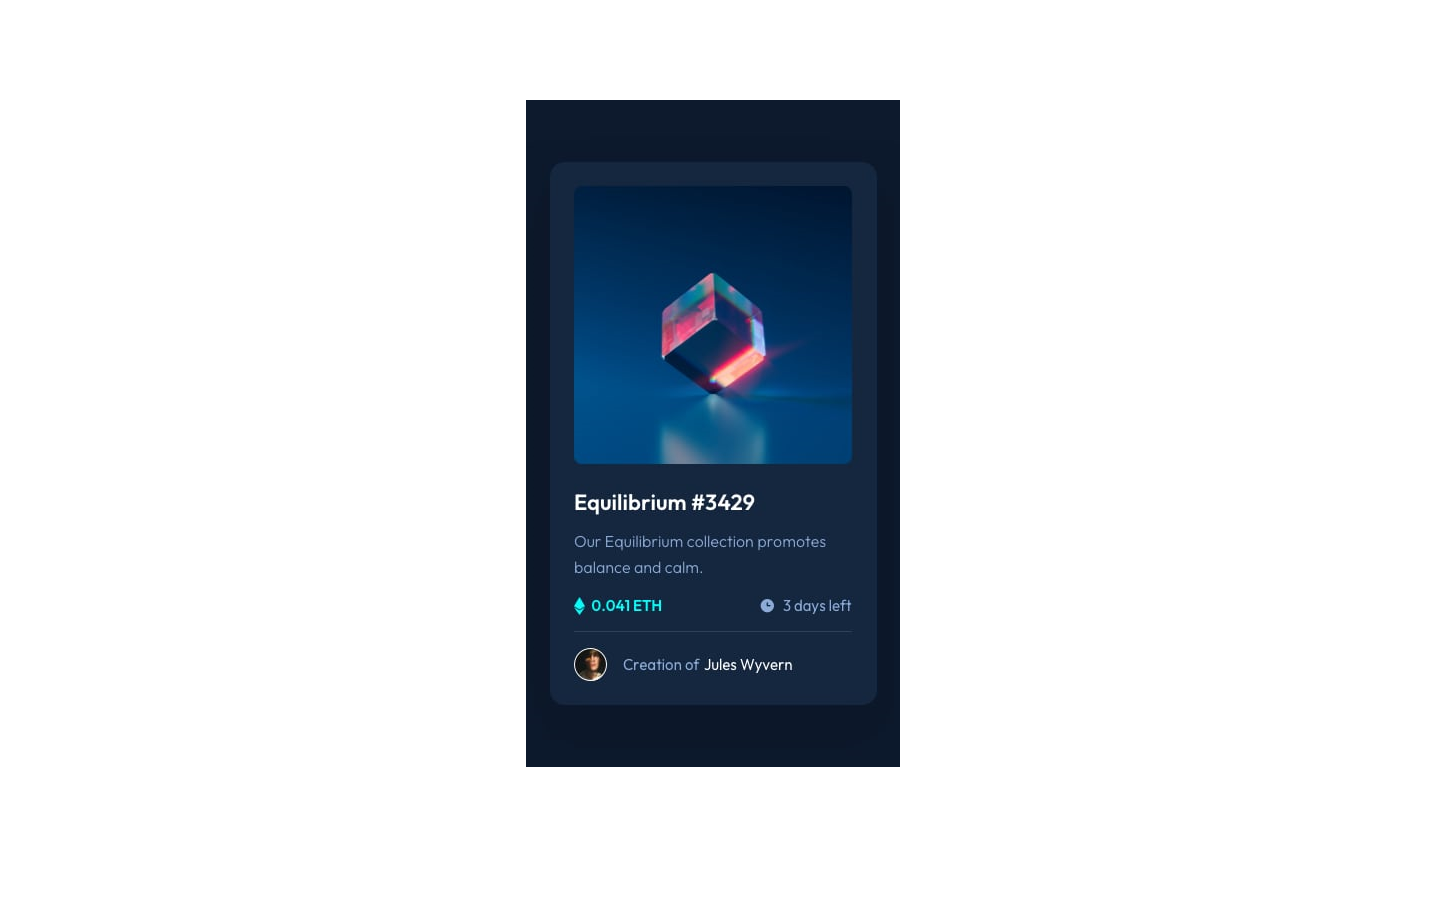 Equilibrium #3429
Our Equilibrium collection promotes
balance and calm.
0.041 ETH
3 days left
Creation of Jules Wyvern